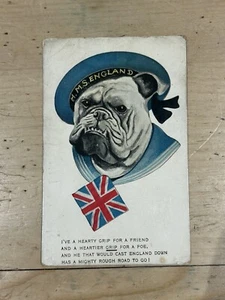 H.M.S ENGLAND
I'VE A HEARTY GRIP FOR A FRIEND
AND A HEARTIER GRIP FOR A FOE,
AND HE THAT WOULD CAST ENGLAND DOWN
HAS A MIGHTY ROUGH ROAD TO GO!